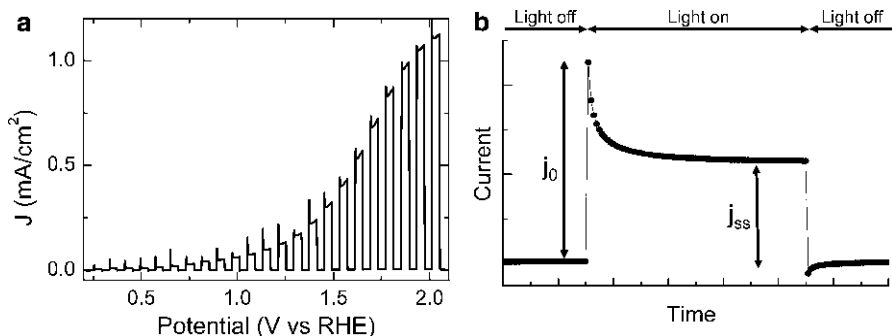 a
1.0
0.5
0.0
J (mA/cm²)
0.5 1.0 1.5 2.0
Potential (V vs RHE)
b
Light off Light on Light off
Current
j₀
jss
Time